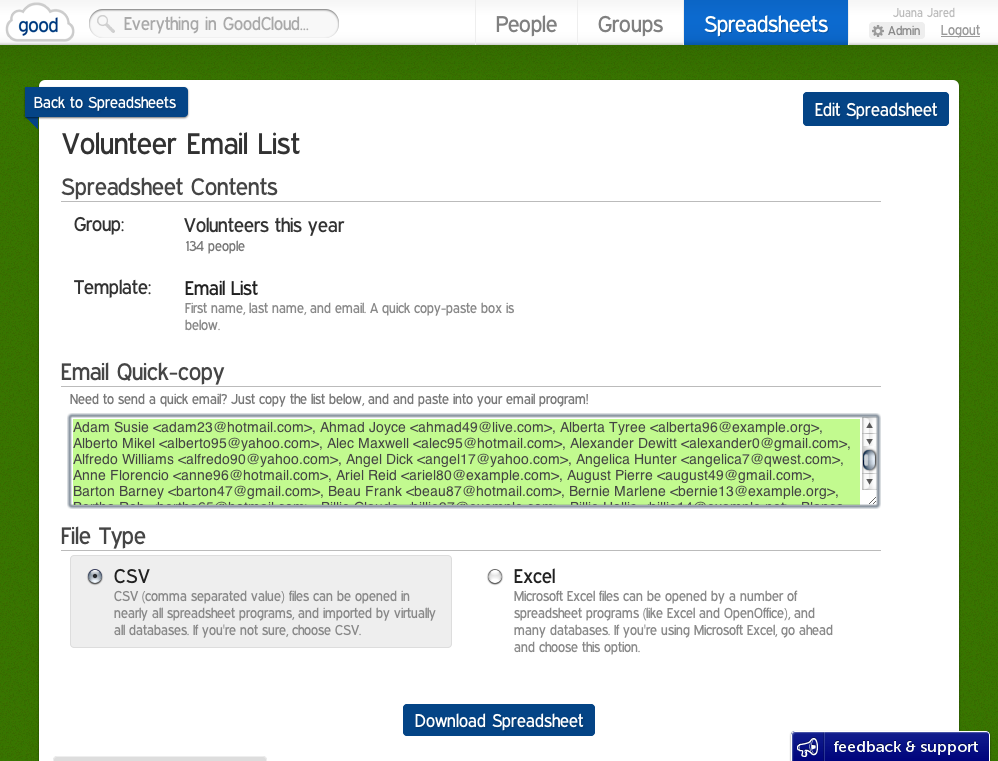 good
Everything in GoodCloud...
People
Groups
Spreadsheets
Juana Jared
Admin
Logout
Back to Spreadsheets
Edit Spreadsheet
Volunteer Email List
Spreadsheet Contents
Group:
Volunteers this year
134 people
Template:
Email List
First name, last name, and email. A quick copy-paste box is
below.
Email Quick-copy
Need to send a quick email? Just copy the list below, and and paste into your email program!
Adam Susie <adam23@hotmail.com>, Ahmad Joyce <ahmad49@live.com>, Alberta Tyree <alberta96@example.org>,
Alberto Mikel <alberto95@yahoo.com>, Alec Maxwell <alec95@hotmail.com>, Alexander Dewitt <alexander0@gmail.com>,
Alfredo Williams <alfredo90@yahoo.com>, Angel Dick <angel17@yahoo.com>, Angelica Hunter <angelica7@qwest.com>,
Anne Florencio <anne96@hotmail.com>, Ariel Reid <ariel80@example.com>, August Pierre <august49@gmail.com>,
Barton Barney <barton47@gmail.com>, Beau Frank <beau87@hotmail.com>, Bernie Marlene <bernie13@example.org>,
File Type
CSV
CSV (comma separated value) files can be opened in
nearly all spreadsheet programs, and imported by virtually
all databases. If you're not sure, choose CSV.
Excel
Microsoft Excel files can be opened by a number of
spreadsheet programs (like Excel and OpenOffice), and
many databases. If you're using Microsoft Excel, go ahead
and choose this option.
Download Spreadsheet
feedback & support